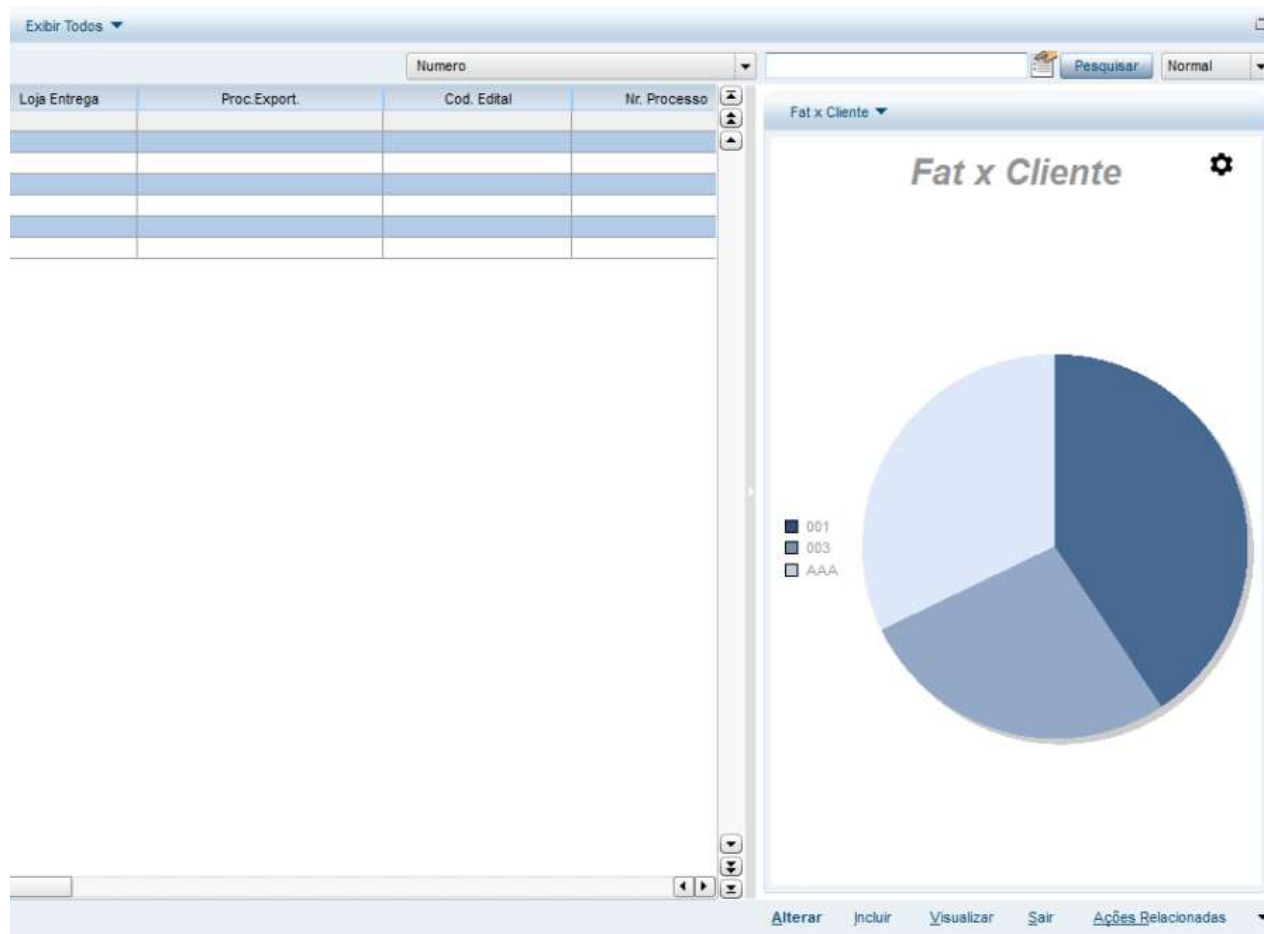 Exibir Todos
Numero
Pesquisar
Normal
Loja Entrega
Proc.Export.
Cod. Edital
Nr. Processo
Fat x Cliente
Fat x Cliente
001
003
AAA
Alterar
Incluir
Visualizar
Sair
Ações Relacionadas